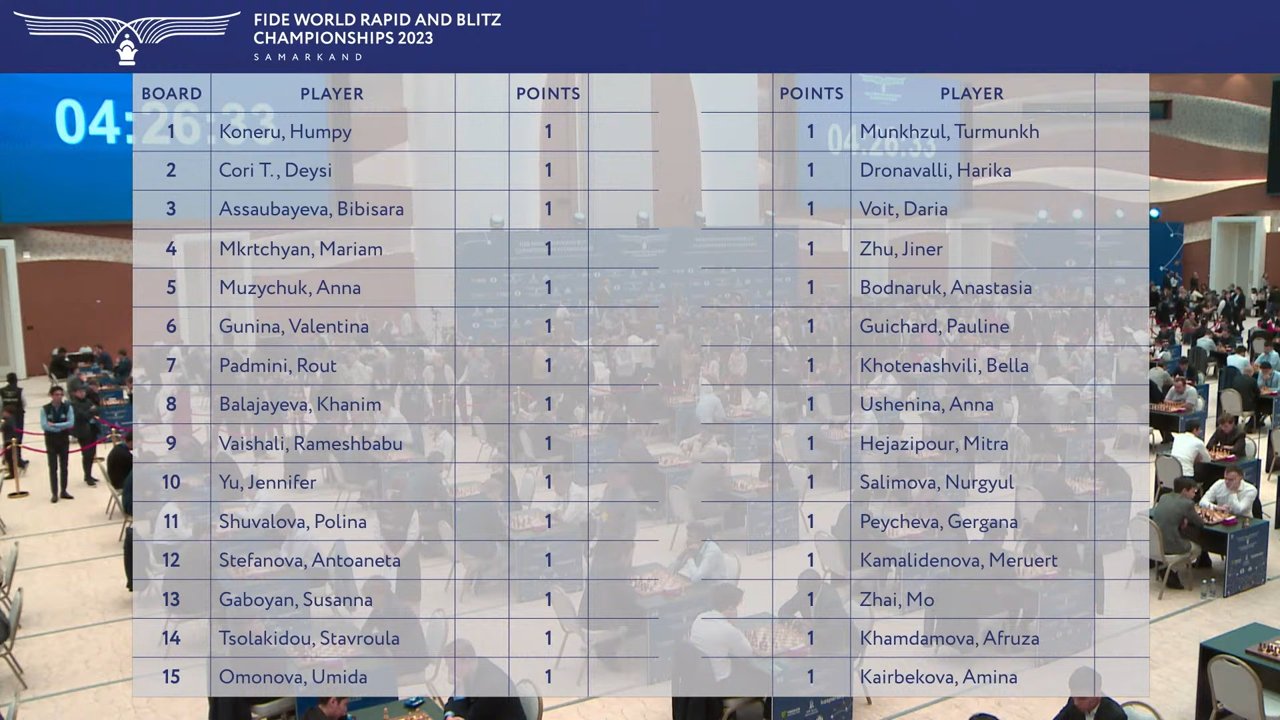 FIDE WORLD RAPID AND BLITZ
CHAMPIONSHIPS 2023
SAMARKAND
BOARD PLAYER POINTS POINTS PLAYER
1 Koneru, Humpy 1 1 Munkhzul, Turmunkh
2 Cori T., Deysi 1 1 Dronavalli, Harika
3 Assaubayeva, Bibisara 1 1 Voit, Daria
4 Mkrtchyan, Mariam 1 1 Zhu, Jiner
5 Muzychuk, Anna 1 1 Bodnaruk, Anastasia
6 Gunina, Valentina 1 1 Guichard, Pauline
7 Padmini, Rout 1 1 Khotenashvili, Bella
8 Balajayeva, Khanim 1 1 Ushenina, Anna
9 Vaishali, Rameshbabu 1 1 Hejazipour, Mitra
10 Yu, Jennifer 1 1 Salimova, Nurgyul
11 Shuvalova, Polina 1 1 Peycheva, Gergana
12 Stefanova, Antoaneta 1 1 Kamalidenova, Meruert
13 Gaboyan, Susanna 1 1 Zhai, Mo
14 Tsolakidou, Stavroula 1 1 Khamdamova, Afruza
15 Omonova, Umida 1 1 Kairbekova, Amina
04:26:33
04:26:33